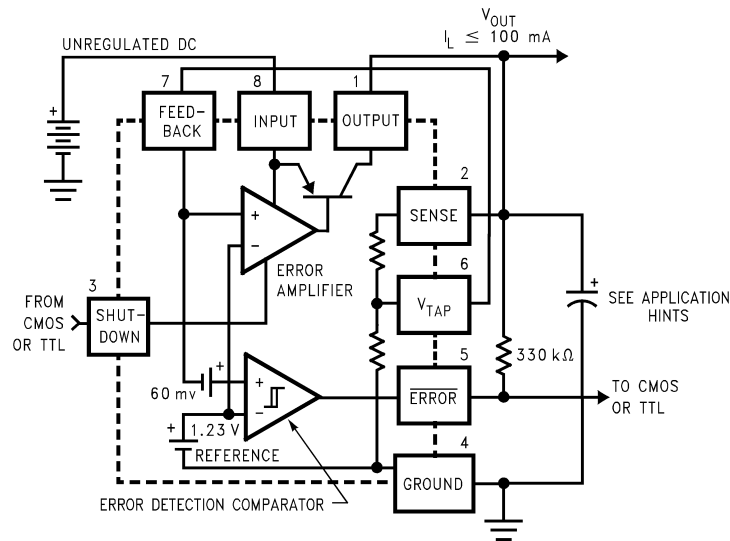 V_OUT
I_L ≤ 100 mA
UNREGULATED DC
7
8
1
+
FEED-
BACK
INPUT
OUTPUT
2
SENSE
+
−
ERROR
AMPLIFIER
6
V_TAP
+
SEE APPLICATION
HINTS
3
FROM
CMOS
OR TTL
SHUT-
DOWN
5
330 kΩ
+
60 mv
+
−
ERROR
TO CMOS
OR TTL
+
1.23 V
REFERENCE
4
GROUND
ERROR DETECTION COMPARATOR